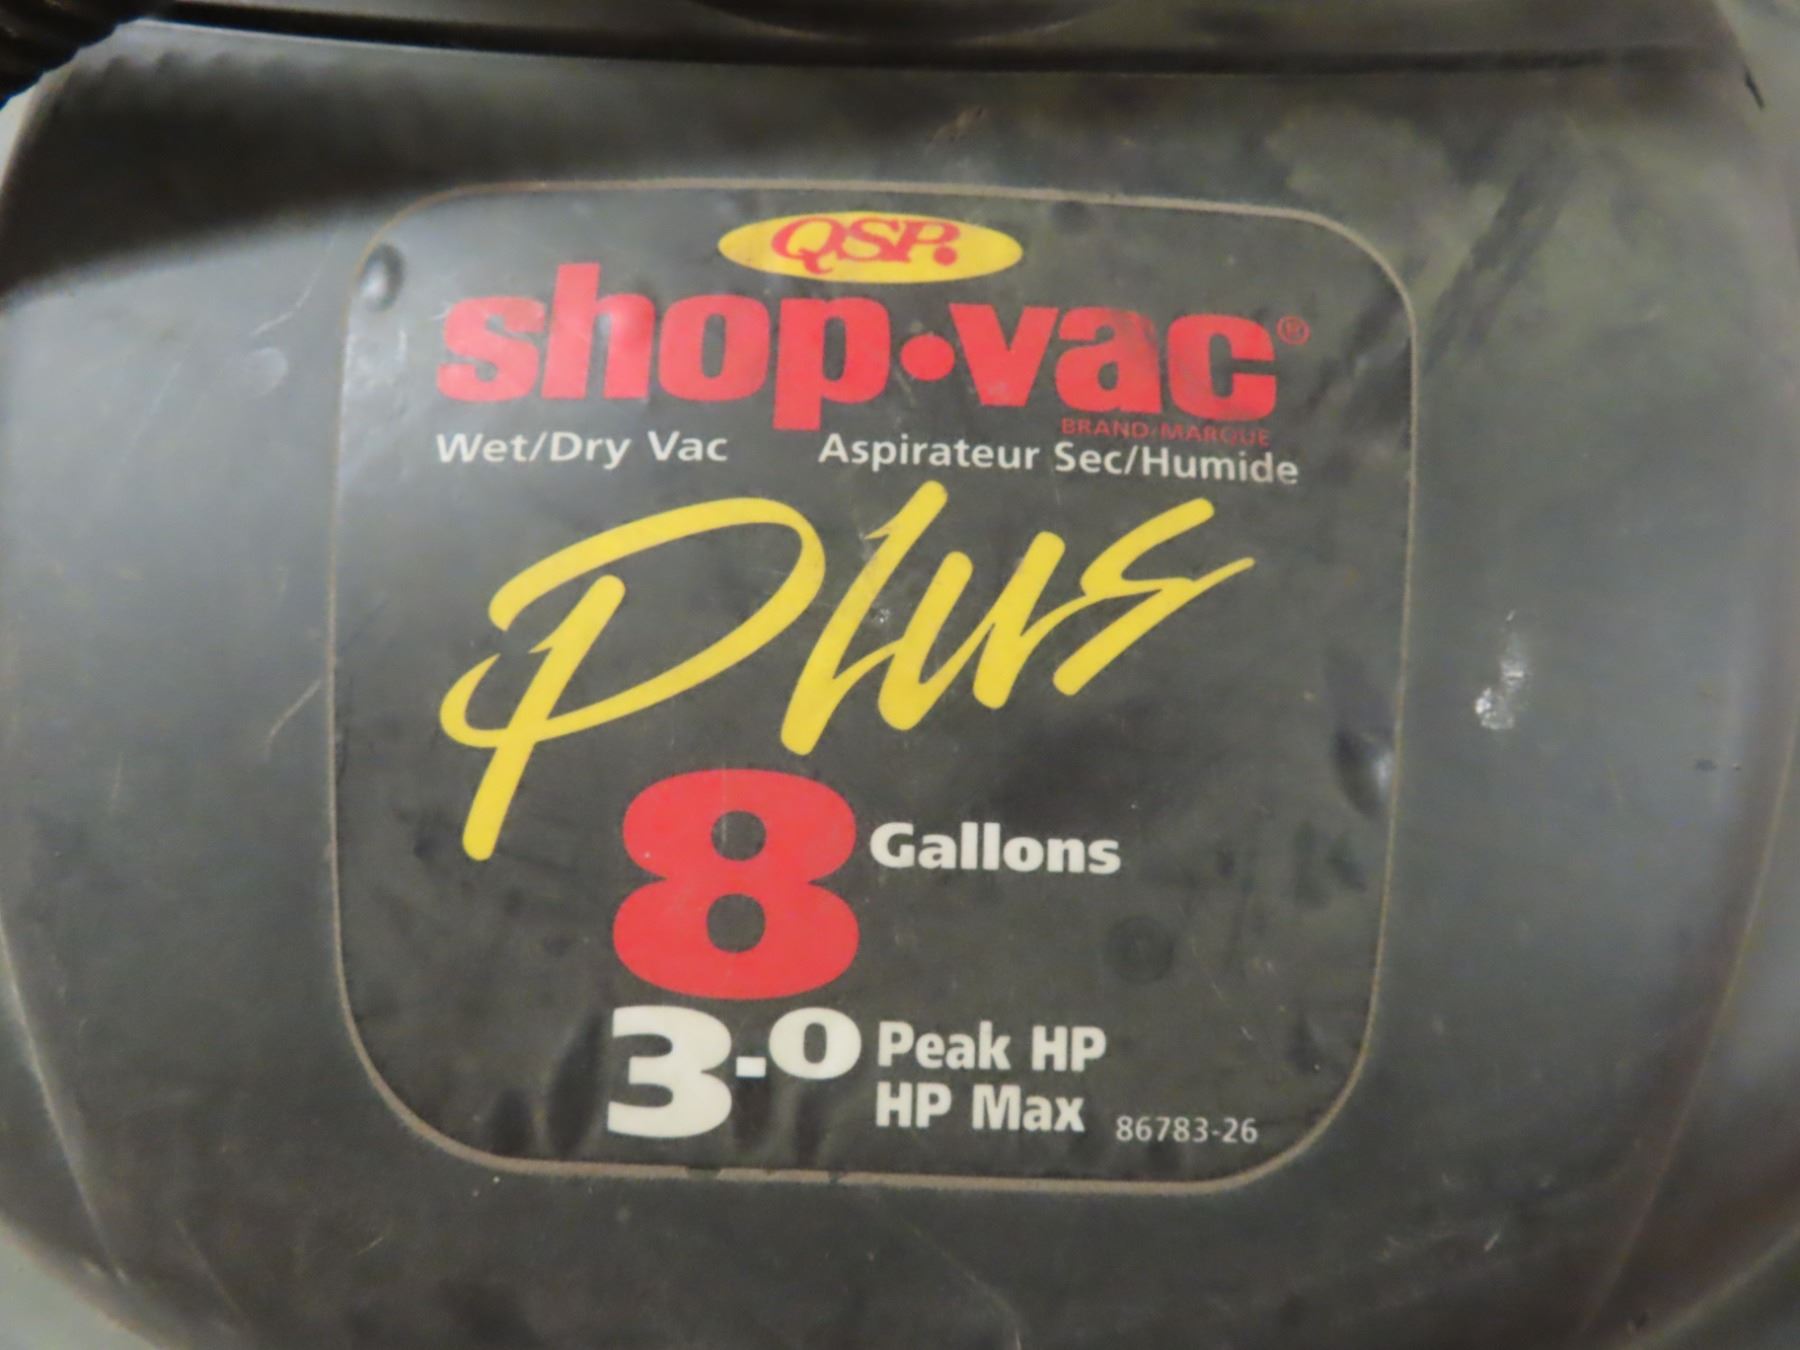 QSP.
shop·vac®
BRAND·MARQUE
Wet/Dry Vac Aspirateur Sec/Humide
Plus
8 Gallons
3.0 Peak HP
HP Max 86783-26